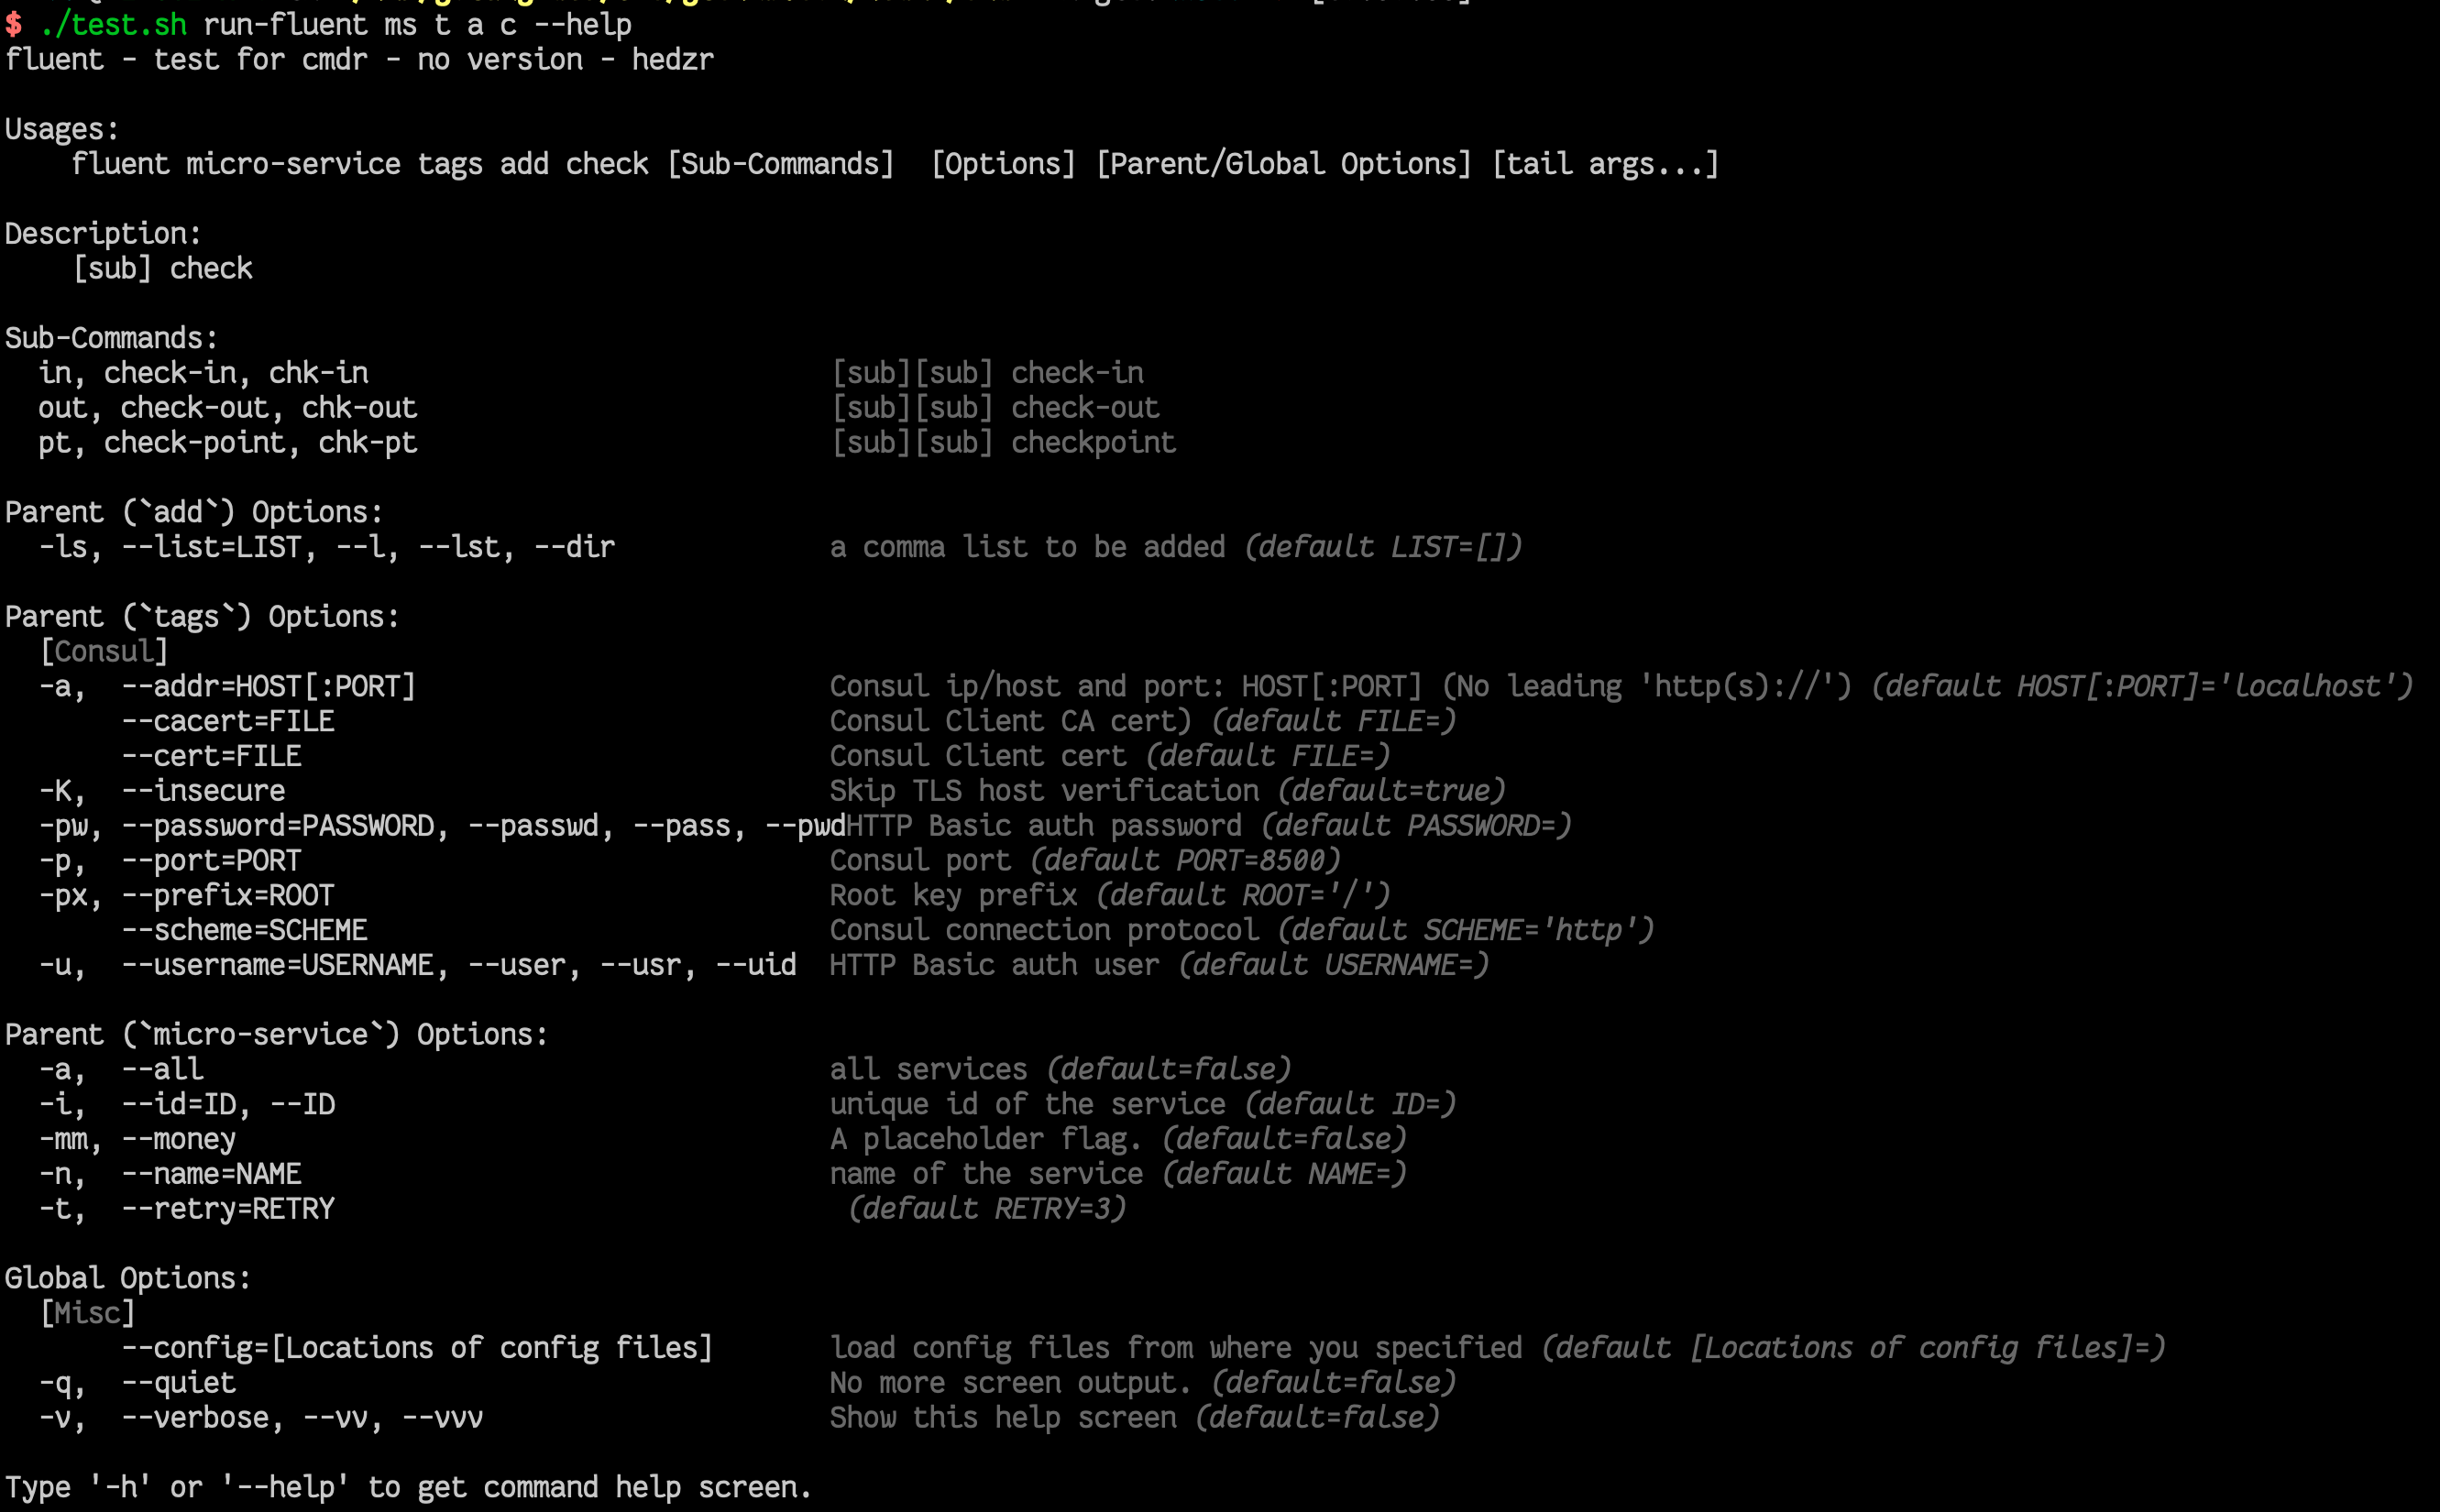 $ ./test.sh run-fluent ms t a c --help
fluent - test for cmdr - no version - hedzr
Usages:
    fluent micro-service tags add check [Sub-Commands]  [Options] [Parent/Global Options] [tail args...]
Description:
    [sub] check
Sub-Commands:
  in, check-in, chk-in                          [sub][sub] check-in
  out, check-out, chk-out                       [sub][sub] check-out
  pt, check-point, chk-pt                       [sub][sub] checkpoint
Parent (`add`) Options:
  -ls, --list=LIST, --l, --lst, --dir             a comma list to be added (default LIST=[])
Parent (`tags`) Options:
  [Consul]
  -a,  --addr=HOST[:PORT]                         Consul ip/host and port: HOST[:PORT] (No leading 'http(s)://') (default HOST[:PORT]='localhost')
       --cacert=FILE                              Consul Client CA cert) (default FILE=)
       --cert=FILE                                Consul Client cert (default FILE=)
  -K,  --insecure                                 Skip TLS host verification (default=true)
  -pw, --password=PASSWORD, --passwd, --pass, --pwdHTTP Basic auth password (default PASSWORD=)
  -p,  --port=PORT                                Consul port (default PORT=8500)
  -px, --prefix=ROOT                              Root key prefix (default ROOT='/')
       --scheme=SCHEME                            Consul connection protocol (default SCHEME='http')
  -u,  --username=USERNAME, --user, --usr, --uid  HTTP Basic auth user (default USERNAME=)
Parent (`micro-service`) Options:
  -a,  --all                                      all services (default=false)
  -i,  --id=ID, --ID                              unique id of the service (default ID=)
  -mm, --money                                    A placeholder flag. (default=false)
  -n,  --name=NAME                                name of the service (default NAME=)
  -t,  --retry=RETRY                               (default RETRY=3)
Global Options:
  [Misc]
       --config=[Locations of config files]       load config files from where you specified (default [Locations of config files]=)
  -q,  --quiet                                    No more screen output. (default=false)
  -v,  --verbose, --vv, --vvv                     Show this help screen (default=false)
Type '-h' or '--help' to get command help screen.